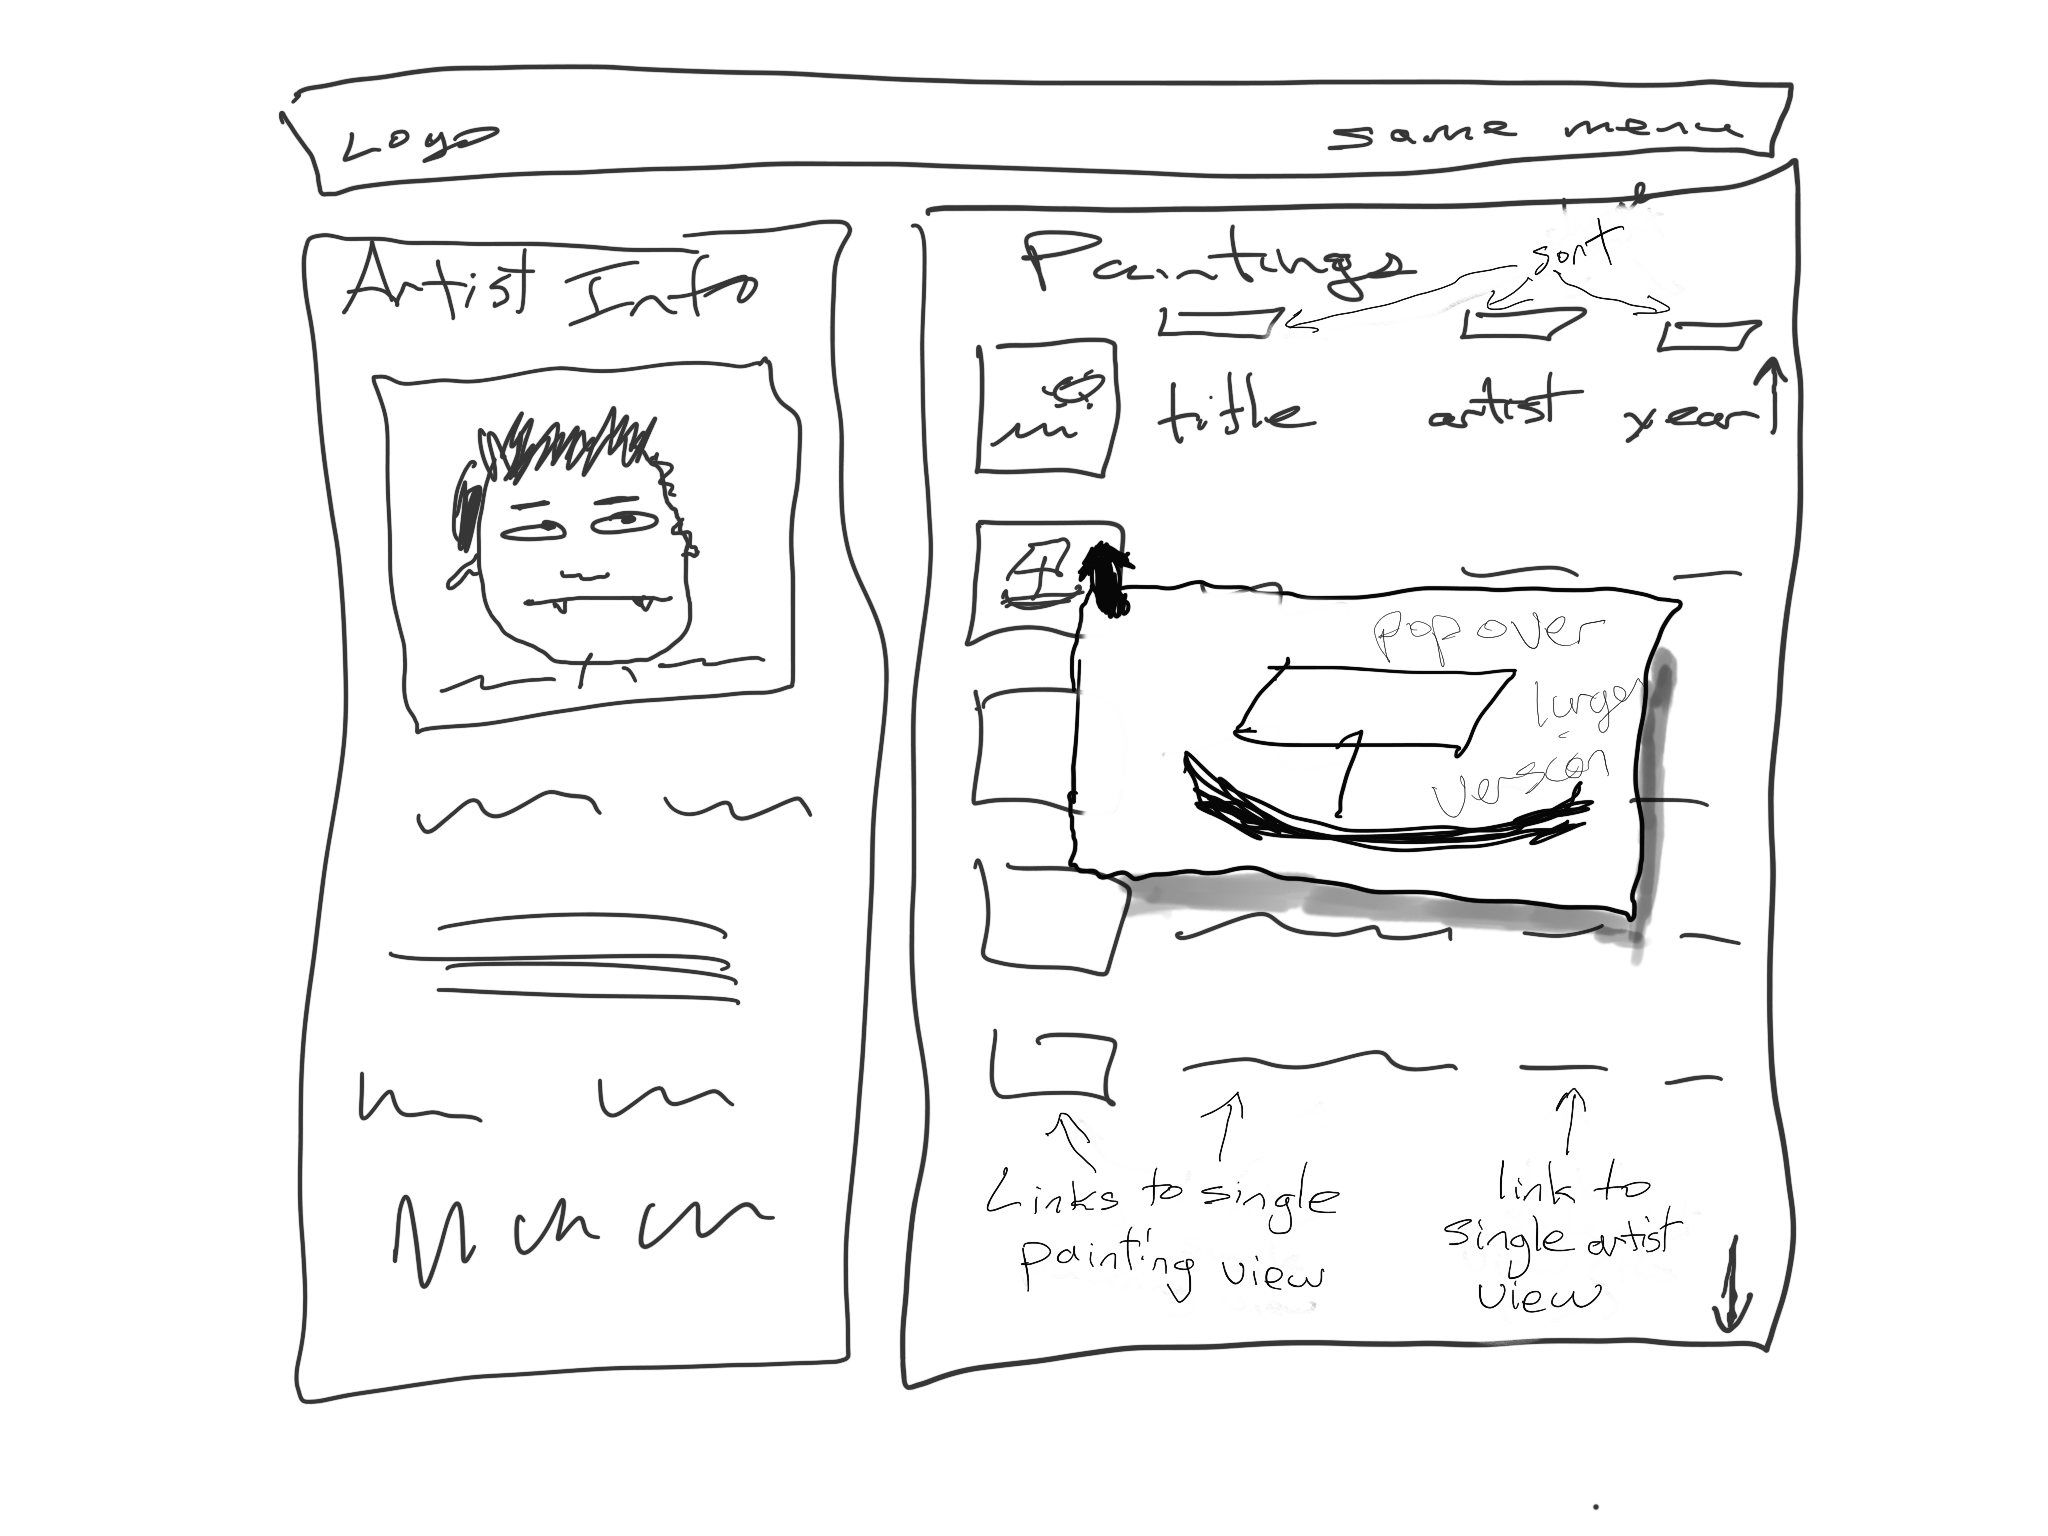 Logo
same menu
Artist Info
Paintings
sort
title
artist
year
pop over
larger
version
Links to single
painting view
link to
single artist
view